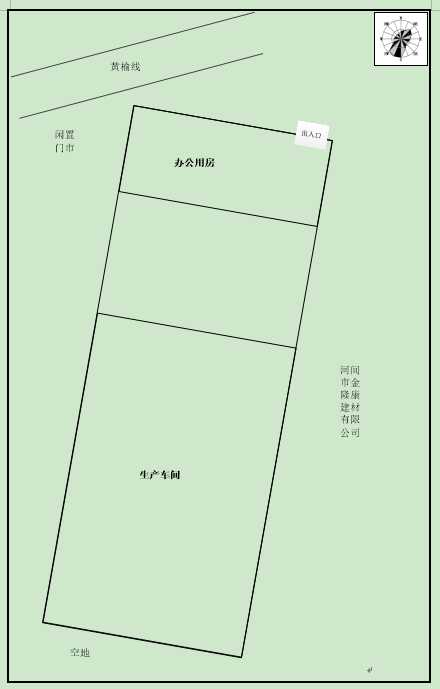 黄榆线
出入口
闲置
门市
办公用房
河间
市金
隆康
建材
有限
公司
生产车间
空地